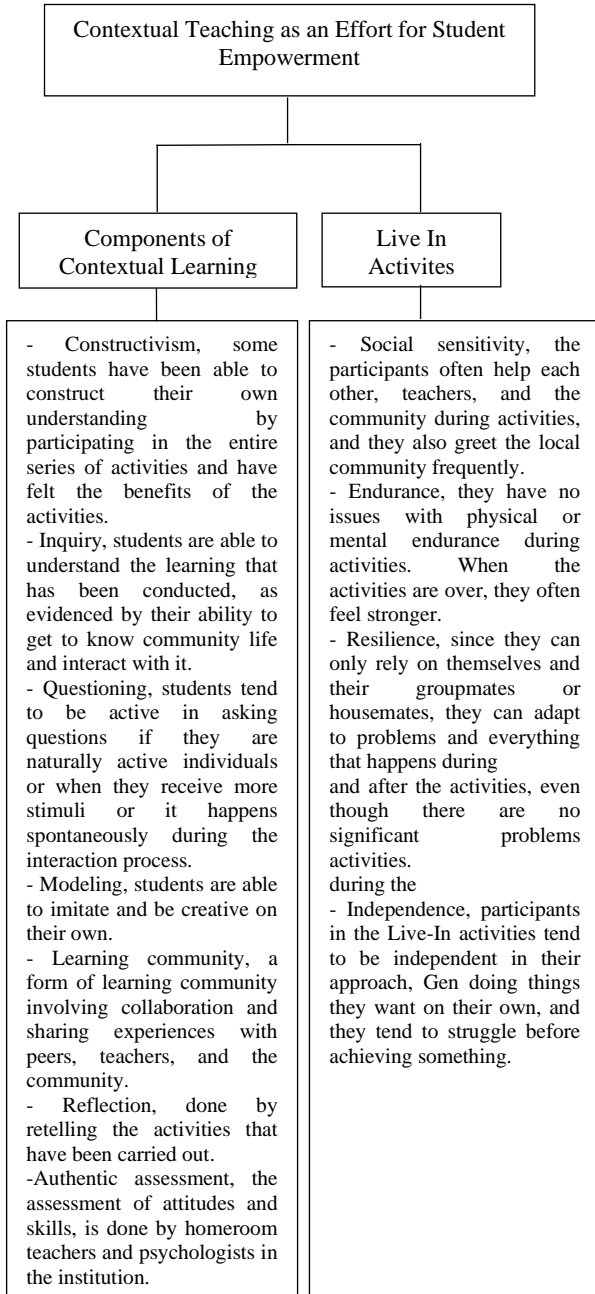 Contextual Teaching as an Effort for Student
Empowerment
Components of
Contextual Learning
Live In
Activites
- Constructivism, some
students have been able to
construct their own
understanding by
participating in the entire
series of activities and have
felt the benefits of the
activities.
- Inquiry, students are able to
understand the learning that
has been conducted, as
evidenced by their ability to
get to know community life
and interact with it.
- Questioning, students tend
to be active in asking
questions if they are
naturally active individuals
or when they receive more
stimuli or it happens
spontaneously during the
interaction process.
- Modeling, students are able
to imitate and be creative on
their own.
- Learning community, a
form of learning community
involving collaboration and
sharing experiences with
peers, teachers, and the
community.
- Reflection, done by
retelling the activities that
have been carried out.
-Authentic assessment, the
assessment of attitudes and
skills, is done by homeroom
teachers and psychologists in
the institution.
- Social sensitivity, the
participants often help each
other, teachers, and the
community during activities,
and they also greet the local
community frequently.
- Endurance, they have no
issues with physical or
mental endurance during
activities. When the
activities are over, they often
feel stronger.
- Resilience, since they can
only rely on themselves and
their groupmates or
housemates, they can adapt
to problems and everything
that happens during
and after the activities, even
though there are no
significant problems
activities.
during the
- Independence, participants
in the Live-In activities tend
to be independent in their
approach, Gen doing things
they want on their own, and
they tend to struggle before
achieving something.